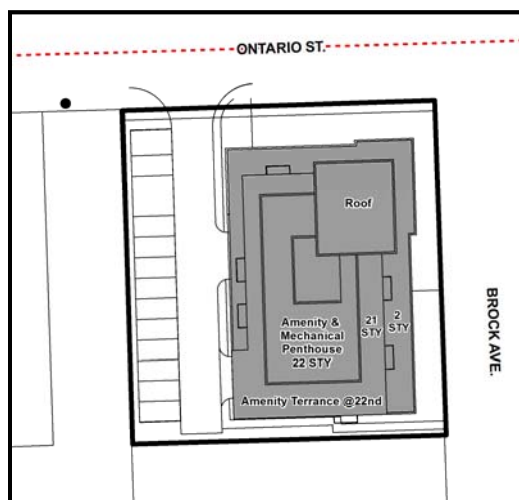 ONTARIO ST.
Roof
BROCK AVE.
Amenity &
Mechanical
Penthouse
22 STY
21
STY
2
STY
Amenity Terrance @22nd